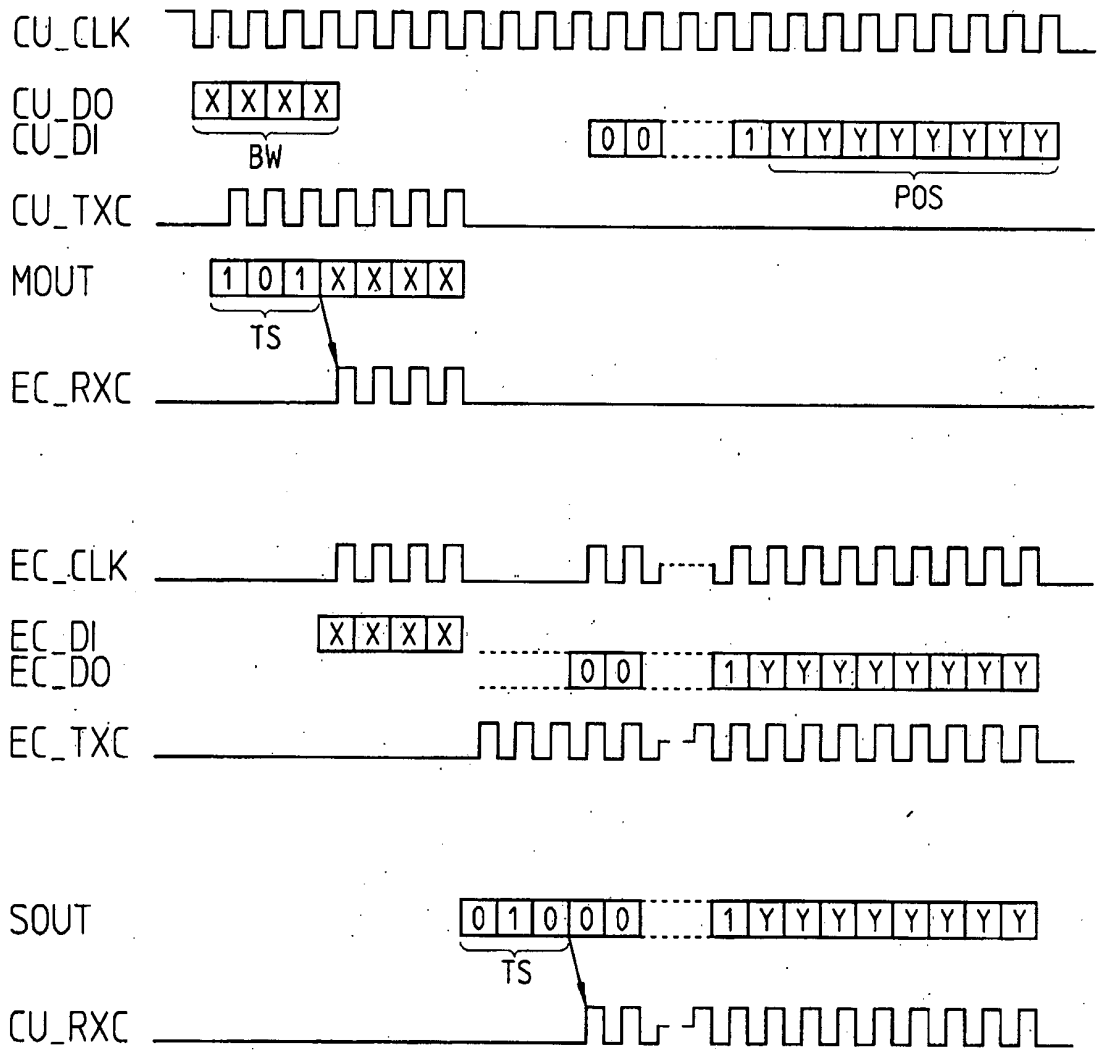 CU_CLK
CU_DO X X X X
BW
CU_DI 0 0 1 Y Y Y Y Y Y Y Y
POS
CU_TXC
MOUT 1 0 1 X X X X
TS
EC_RXC
EC_CLK
EC_DI X X X X
EC_DO 0 0 1 Y Y Y Y Y Y Y Y
EC_TXC
SOUT 0 1 0 0 0 1 Y Y Y Y Y Y Y Y
TS
CU_RXC